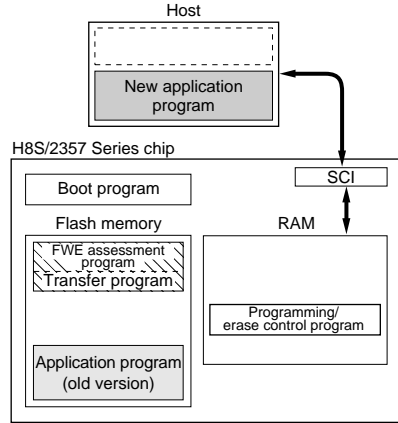 Host
New application
program
H8S/2357 Series chip
SCI
Boot program
Flash memory
RAM
FWE assessment
program
Transfer program
Programming/
erase control program
Application program
(old version)